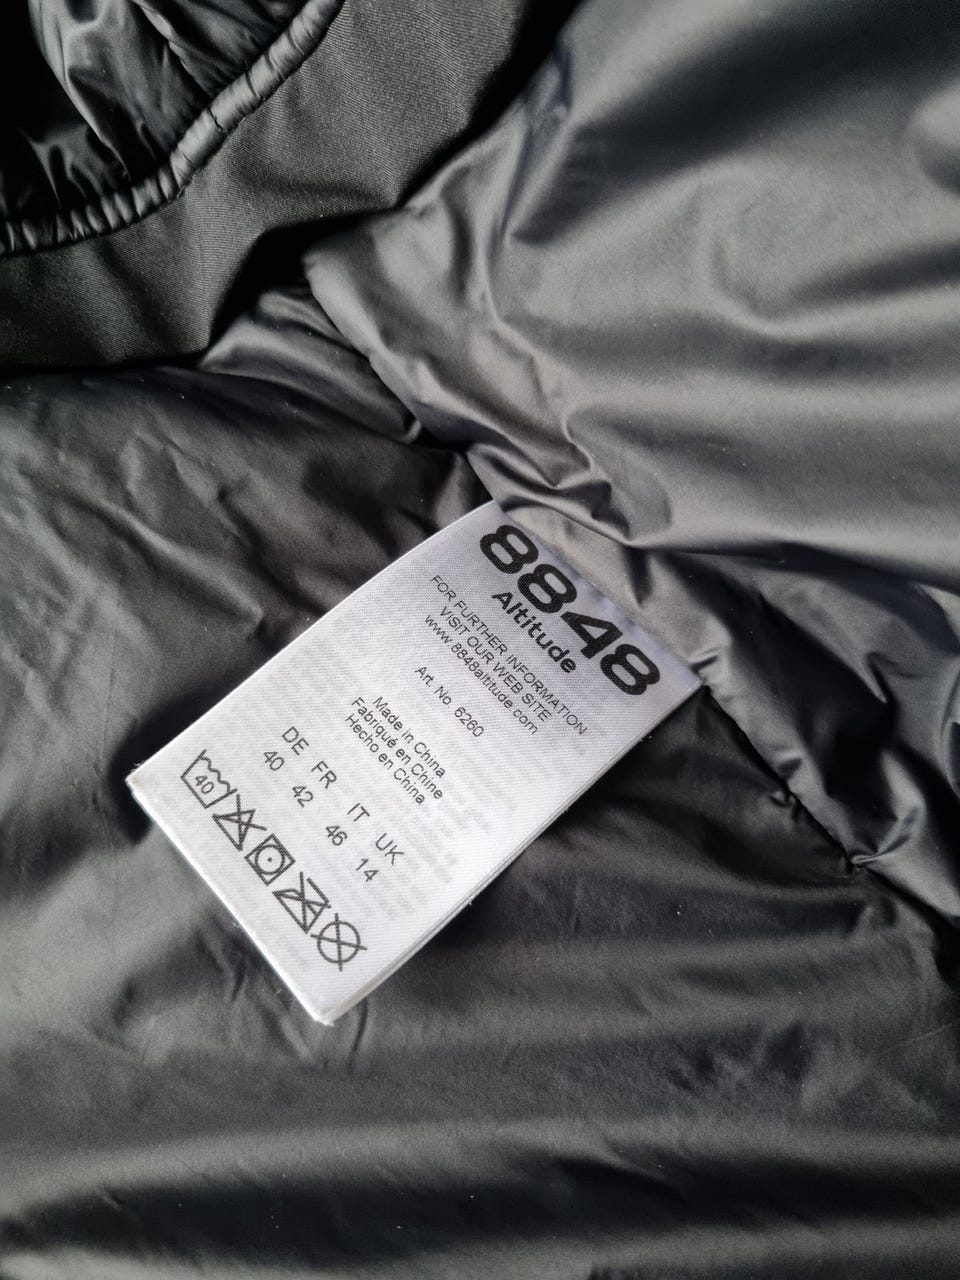 8848
Altitude
FOR FURTHER INFORMATION
VISIT OUR WEB SITE
www.8848altitude.com
Art. No. 6260
Made in China
Fabriqué en Chine
Hecho en China
DE FR IT UK
40 42 46 14
40